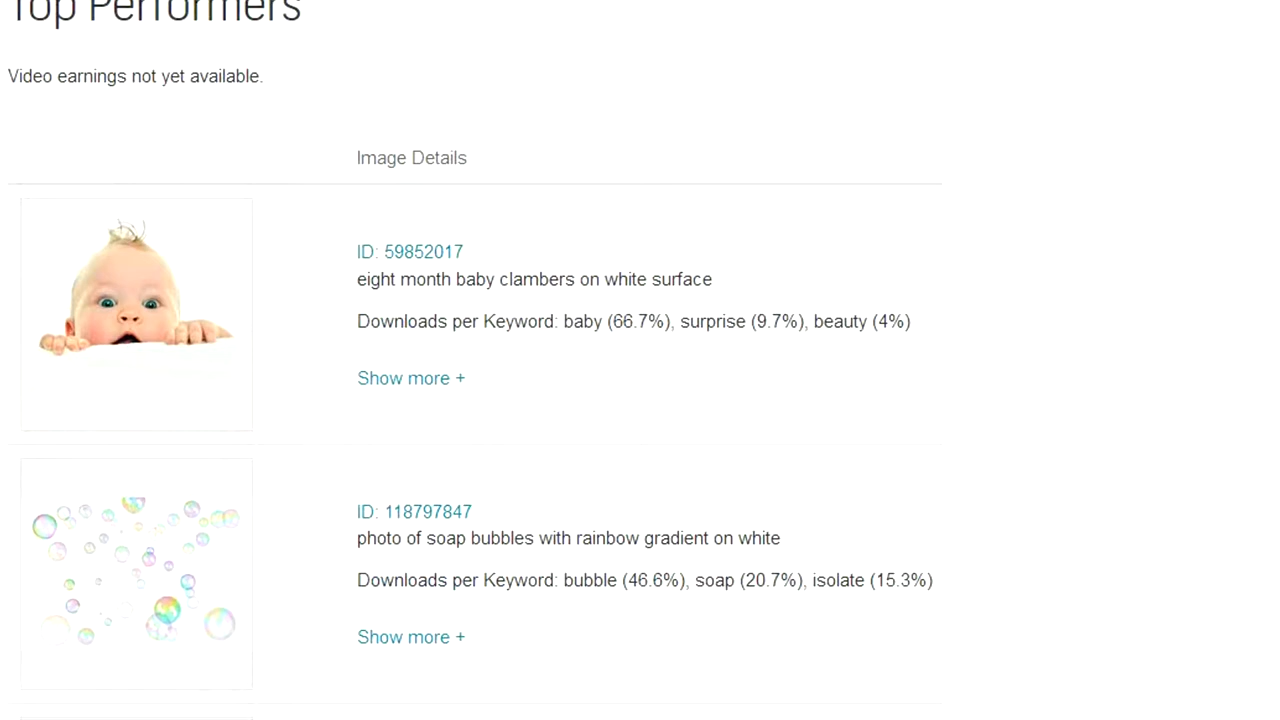 Top Performers
Video earnings not yet available.
Image Details
ID: 59852017
eight month baby clambers on white surface
Downloads per Keyword: baby (66.7%), surprise (9.7%), beauty (4%)
Show more +
ID: 118797847
photo of soap bubbles with rainbow gradient on white
Downloads per Keyword: bubble (46.6%), soap (20.7%), isolate (15.3%)
Show more +